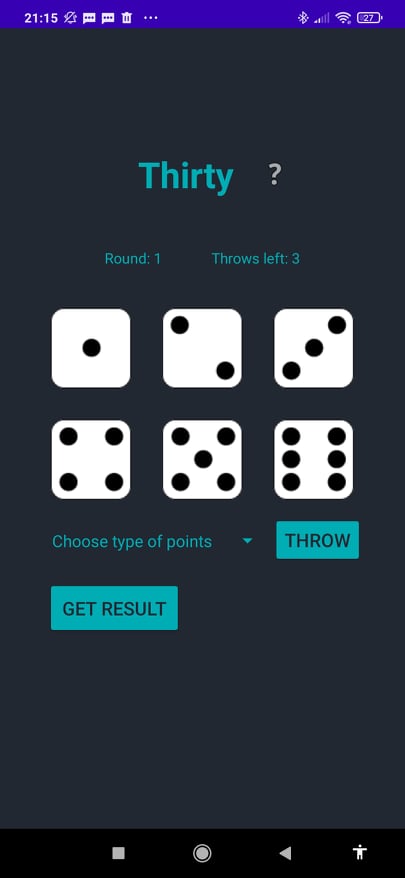 21:15 27
Thirty ?
Round: 1 Throws left: 3
Choose type of points THROW
GET RESULT